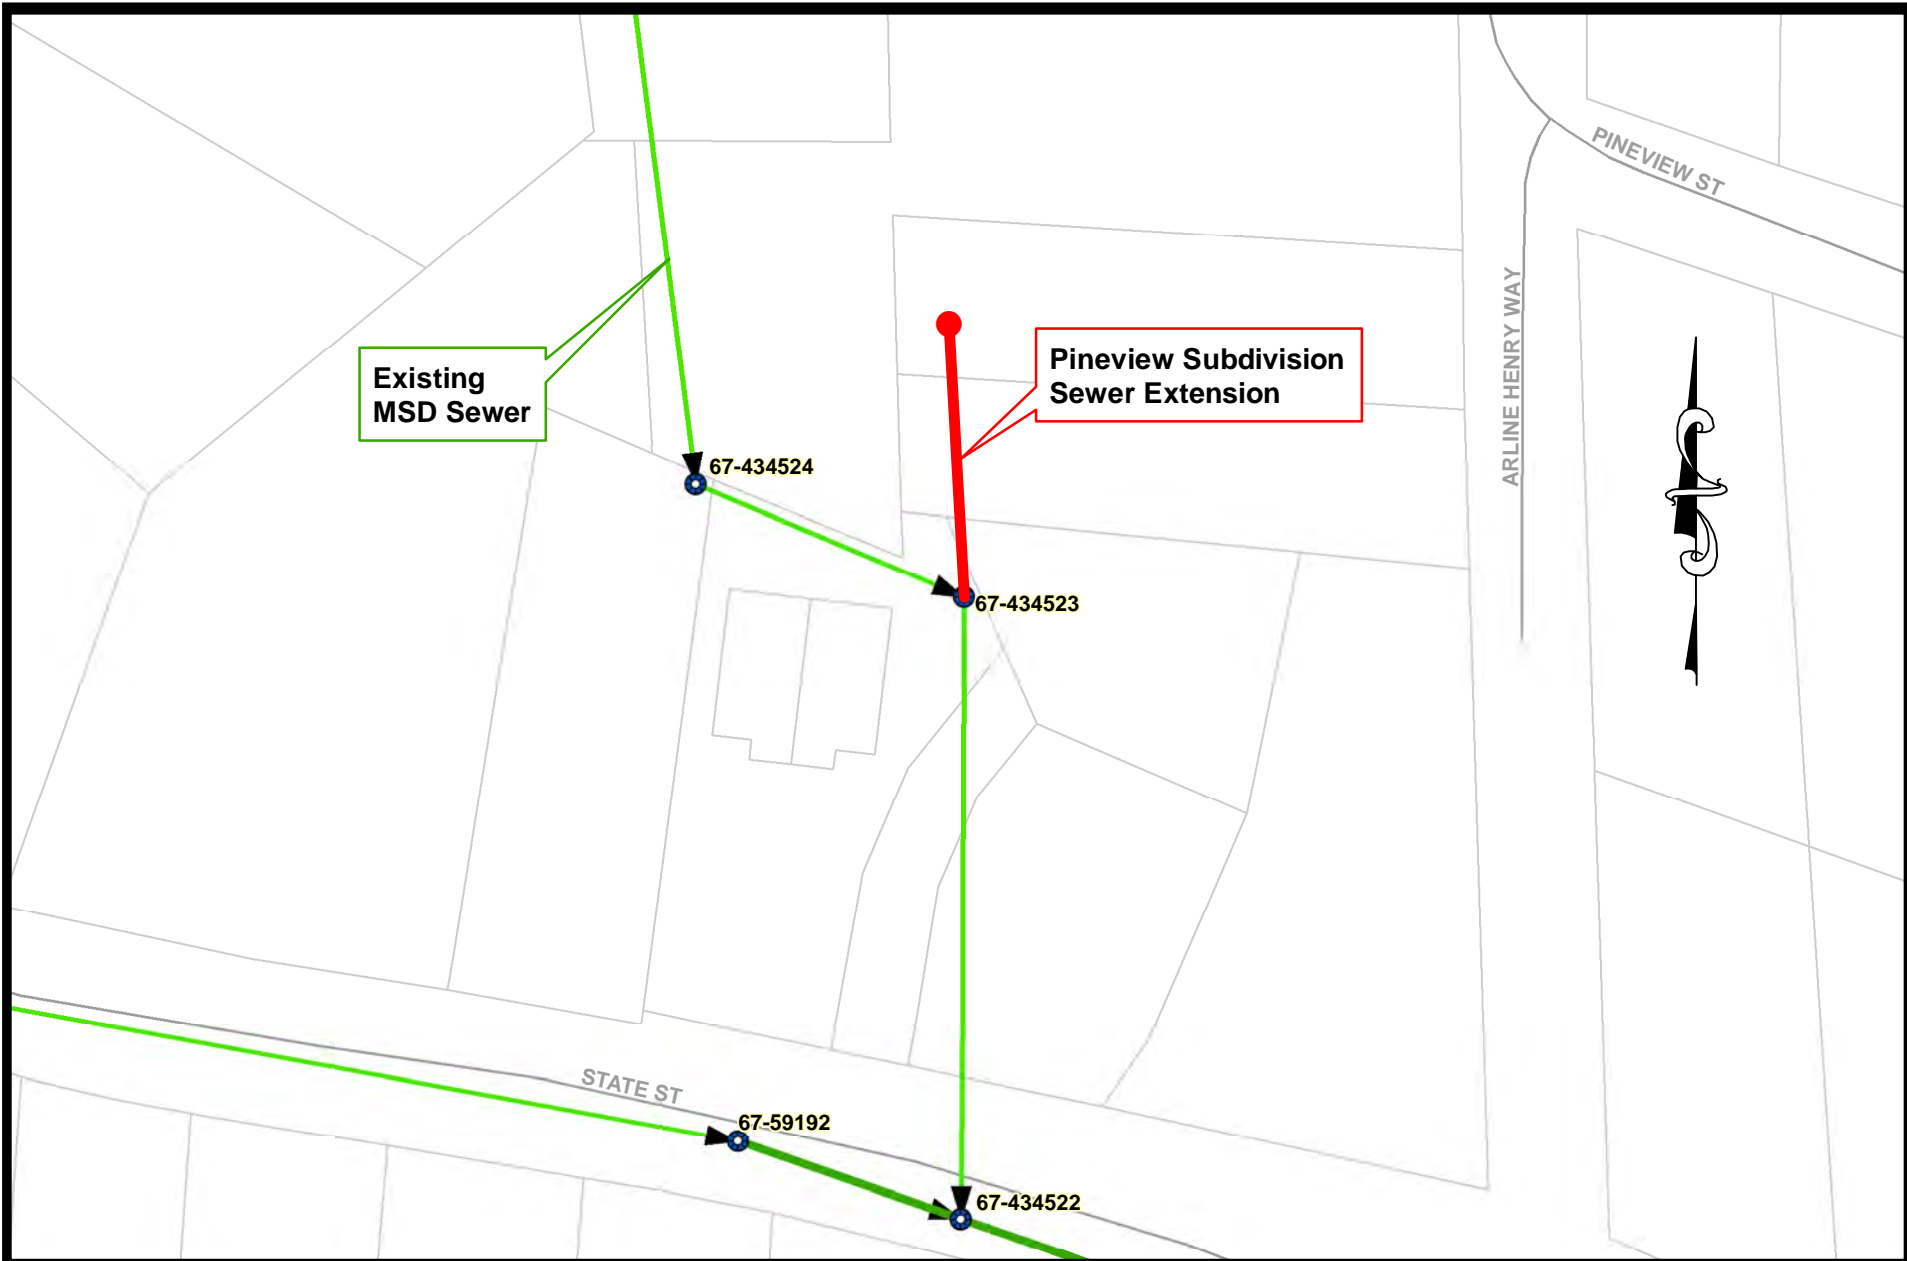 PINEVIEW ST
ARLINE HENRY WAY
Existing
MSD Sewer
Pineview Subdivision
Sewer Extension
67-434524
67-434523
STATE ST
67-59192
67-434522